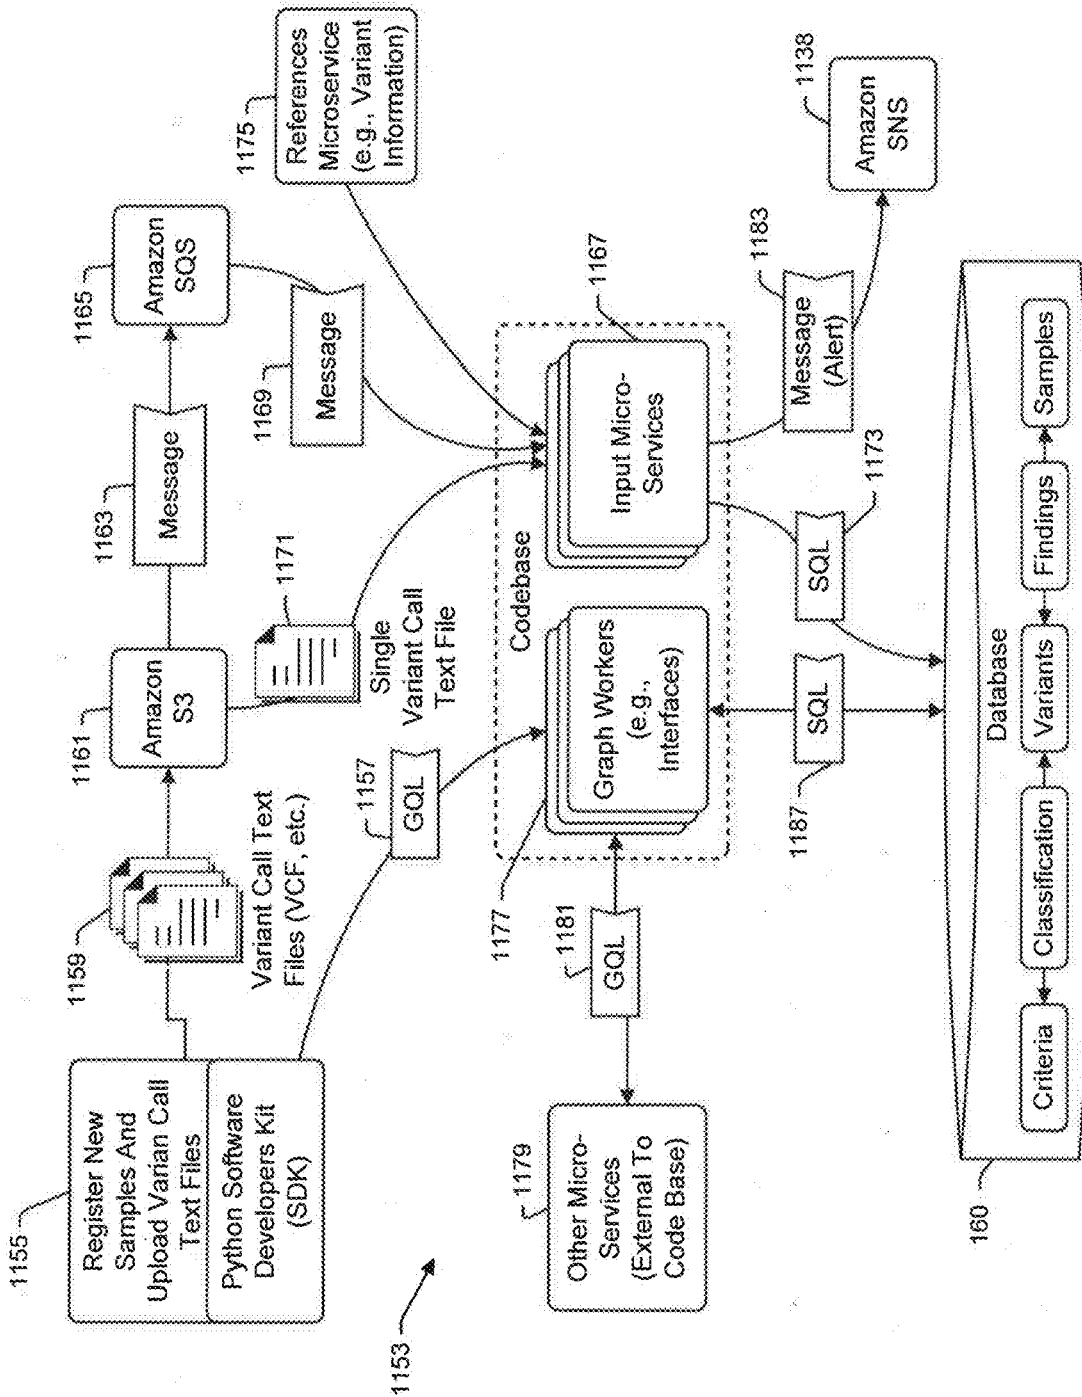 1155
Register New
Samples And
Upload Varian Call
Text Files
Python Software
Developers Kit
(SDK)
1159
Variant Call Text
Files (VCF, etc.)
1161
Amazon
S3
1163
Message
1165
Amazon
SQS
1169
Message
1171
Single
Variant Call
Text File
1175
References
Microservice
(e.g., Variant
Information)
1157
GQL
Codebase
1177
Graph Workers
(e.g.,
Interfaces)
Input Micro-
Services
1167
1179
Other Micro-
Services
(External To
Code Base)
1181
GQL
1153
1187
SQL
SQL
1173
Message
(Alert)
1183
Amazon
SNS
1138
160
Database
Criteria
Classification
Variants
Findings
Samples